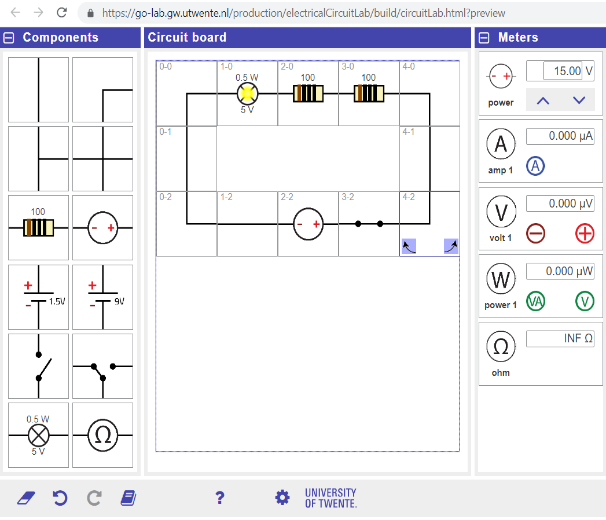 https://go-lab.gw.utwente.nl/production/electricalCircuitLab/build/circuitLab.html?preview
Components
Circuit board
Meters
0-0
1-0
2-0
3-0
4-0
0.5 W
100
100
5 V
0-1
4-1
0-2
1-2
2-2
3-2
4-2
- +
100
- +
+
-
1.5V
+
-
9V
0.5 W
5 V
Ω
- +
15.00 V
power
A
0.000 µA
amp 1
A
V
0.000 µV
volt 1
W
0.000 µW
power 1
VA
V
Ω
INF Ω
ohm
?
UNIVERSITY
OF TWENTE.